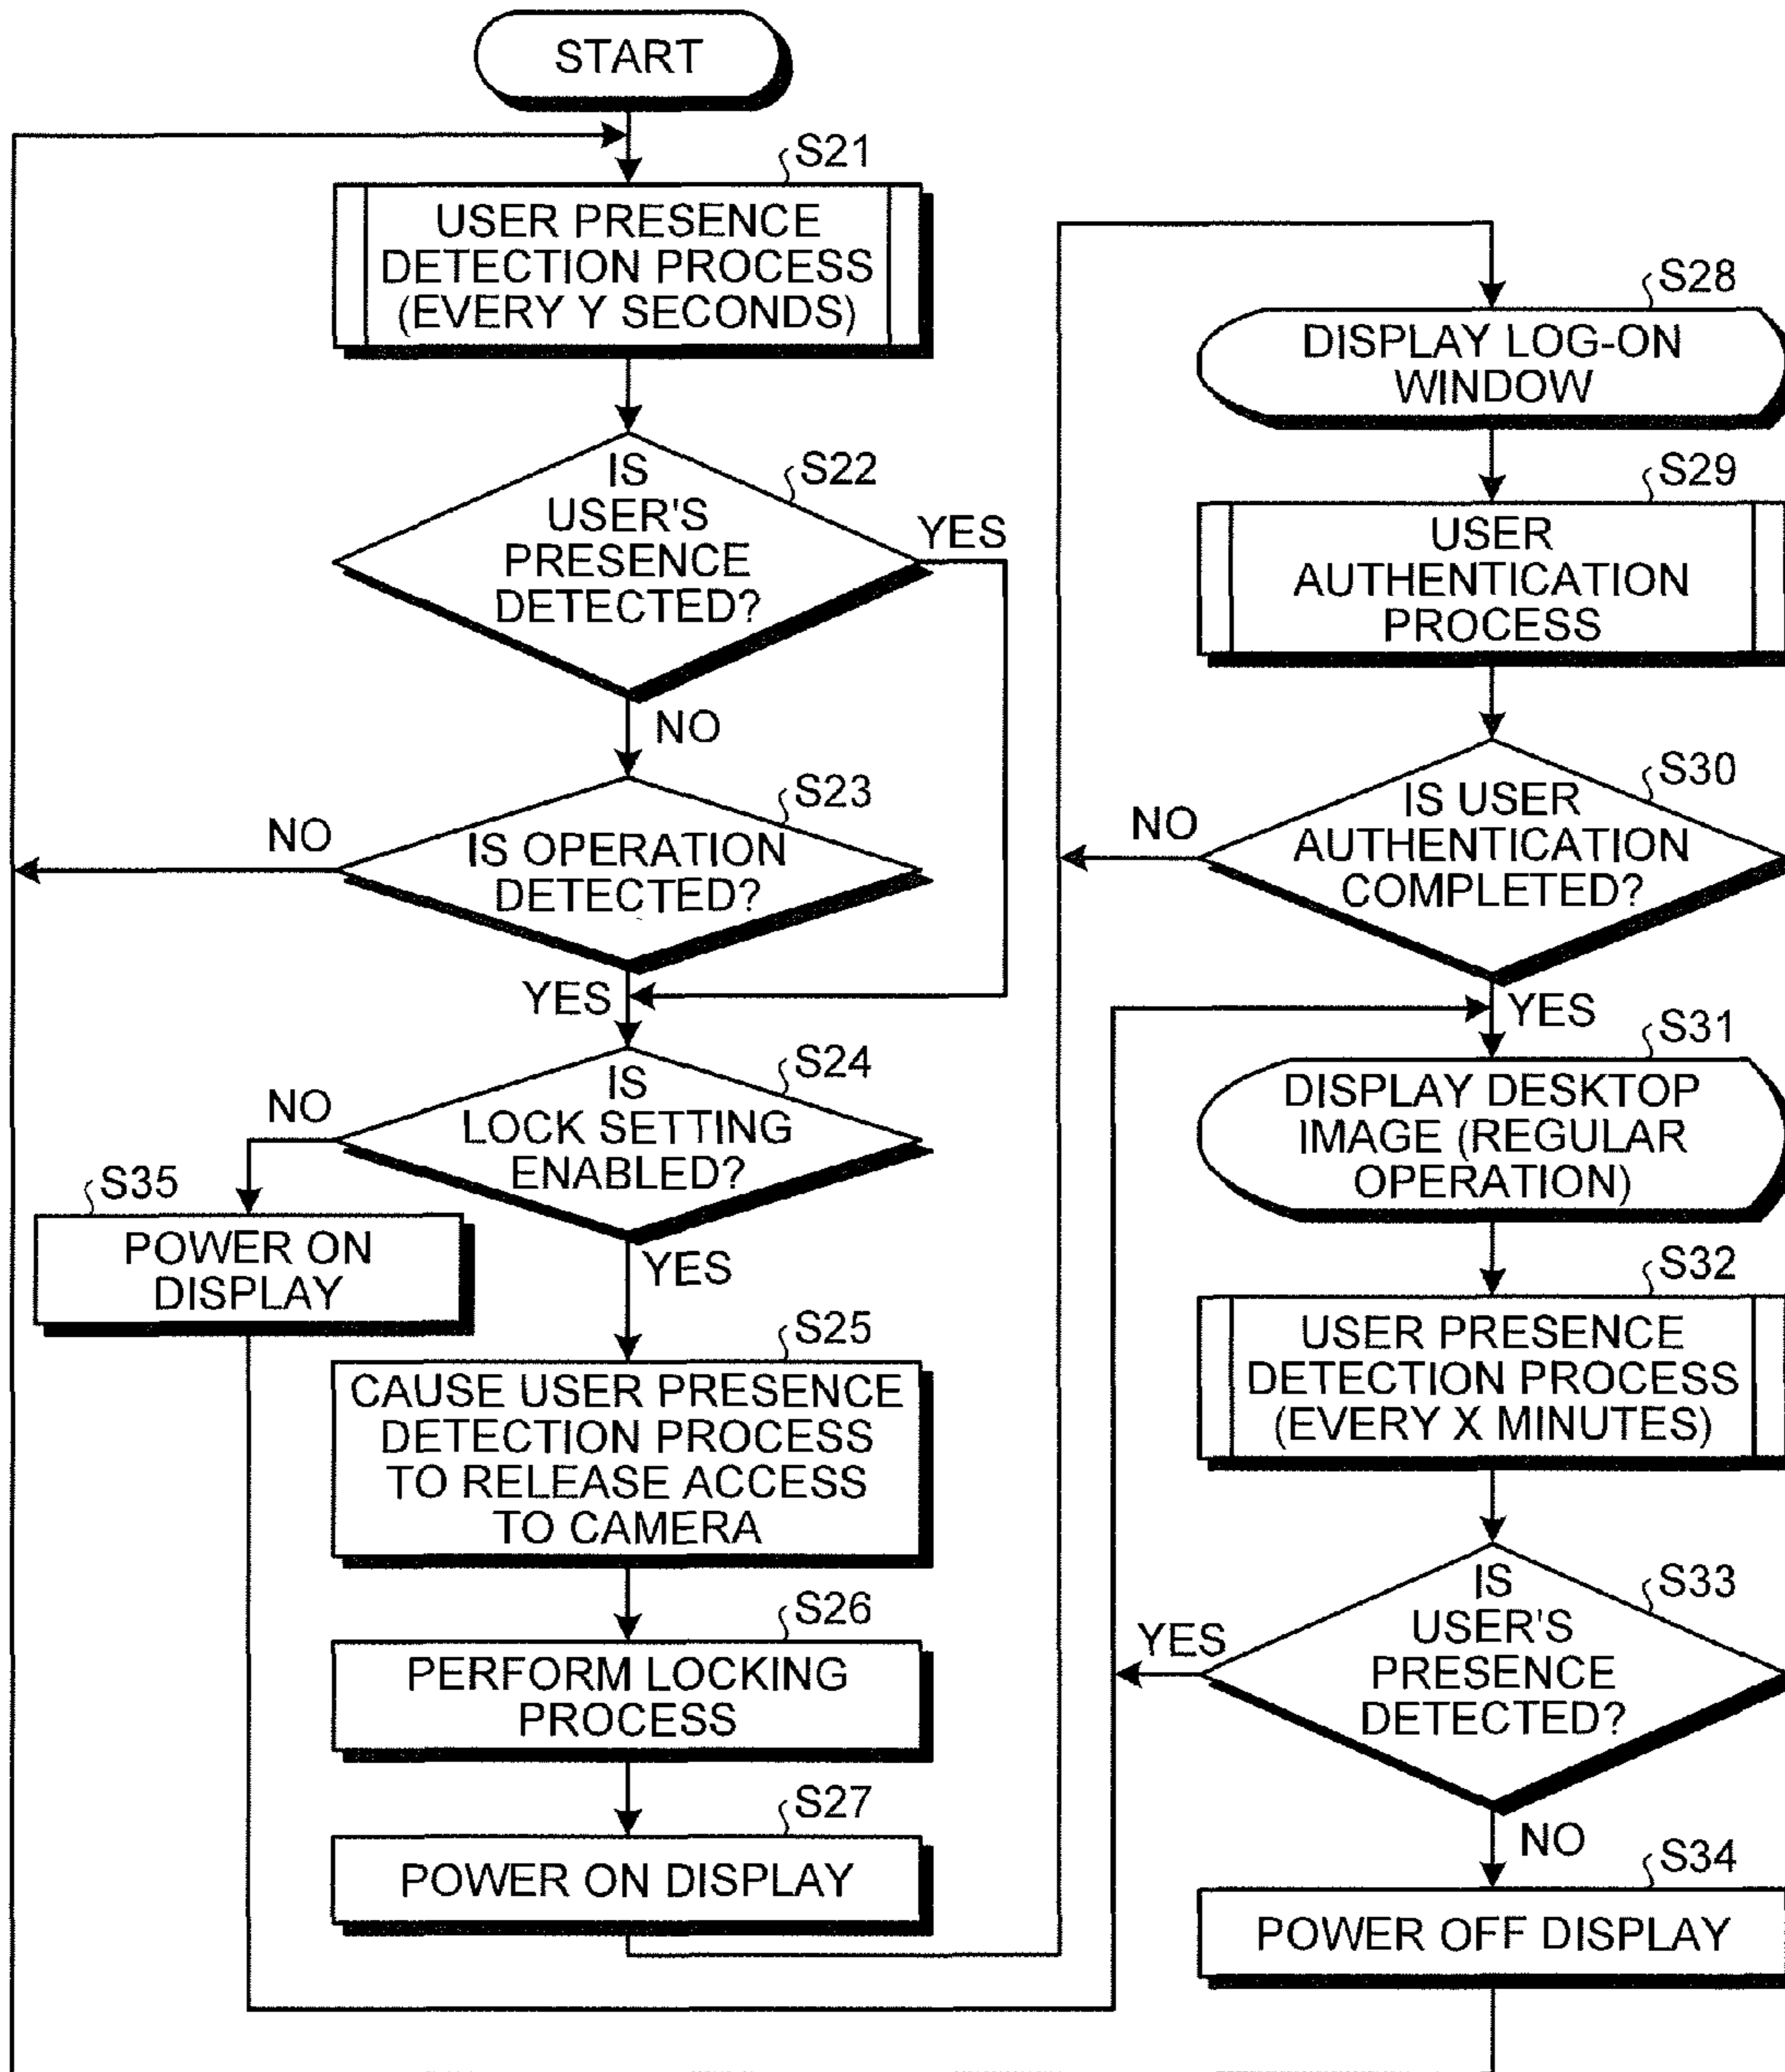 START
S21
USER PRESENCE
DETECTION PROCESS
(EVERY Y SECONDS)
S22
IS
USER'S
PRESENCE
DETECTED?
YES
NO
S23
IS OPERATION
DETECTED?
NO
YES
S24
IS
LOCK SETTING
ENABLED?
NO
YES
S35
POWER ON
DISPLAY
S25
CAUSE USER PRESENCE
DETECTION PROCESS
TO RELEASE ACCESS
TO CAMERA
S26
PERFORM LOCKING
PROCESS
S27
POWER ON DISPLAY
S28
DISPLAY LOG-ON
WINDOW
S29
USER
AUTHENTICATION
PROCESS
S30
IS USER
AUTHENTICATION
COMPLETED?
NO
YES
S31
DISPLAY DESKTOP
IMAGE (REGULAR
OPERATION)
S32
USER PRESENCE
DETECTION PROCESS
(EVERY X MINUTES)
S33
IS
USER'S
PRESENCE
DETECTED?
YES
NO
S34
POWER OFF DISPLAY